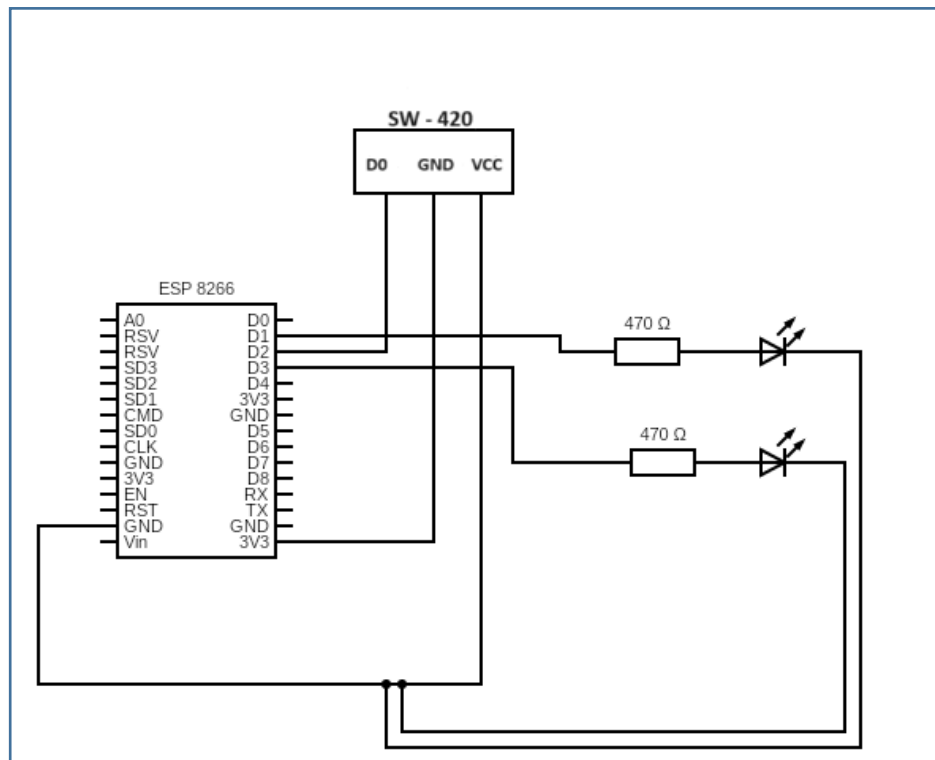 SW - 420
D0 GND VCC
ESP 8266
A0 D0
RSV D1
RSV D2
SD3 D3
SD2 D4
SD1 3V3
CMD GND
SD0 D5
CLK D6
GND D7
3V3 D8
EN RX
RST TX
GND GND
Vin 3V3
470 Ω
470 Ω